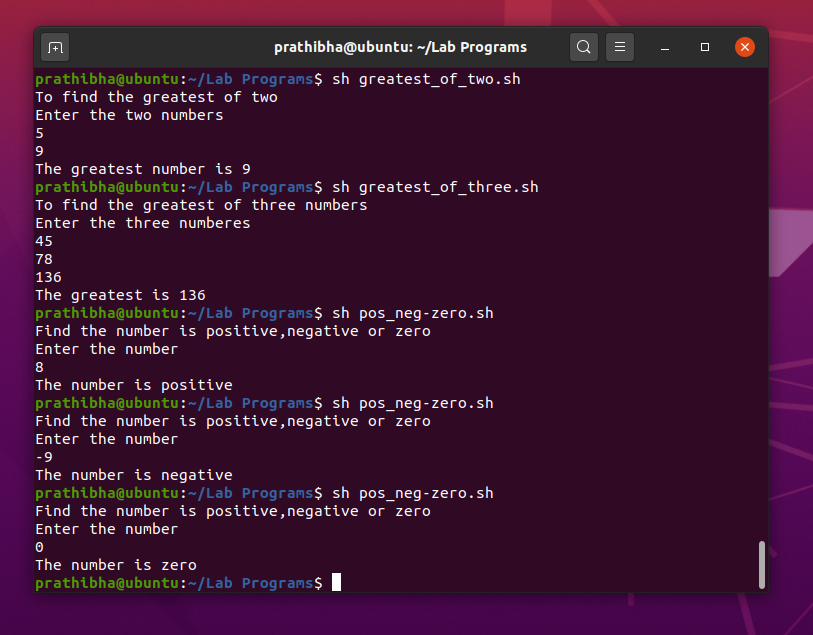 prathibha@ubuntu: ~/Lab Programs
prathibha@ubuntu:~/Lab Programs$ sh greatest_of_two.sh
To find the greatest of two
Enter the two numbers
5
9
The greatest number is 9
prathibha@ubuntu:~/Lab Programs$ sh greatest_of_three.sh
To find the greatest of three numbers
Enter the three numberes
45
78
136
The greatest is 136
prathibha@ubuntu:~/Lab Programs$ sh pos_neg-zero.sh
Find the number is positive,negative or zero
Enter the number
8
The number is positive
prathibha@ubuntu:~/Lab Programs$ sh pos_neg-zero.sh
Find the number is positive,negative or zero
Enter the number
-9
The number is negative
prathibha@ubuntu:~/Lab Programs$ sh pos_neg-zero.sh
Find the number is positive,negative or zero
Enter the number
0
The number is zero
prathibha@ubuntu:~/Lab Programs$